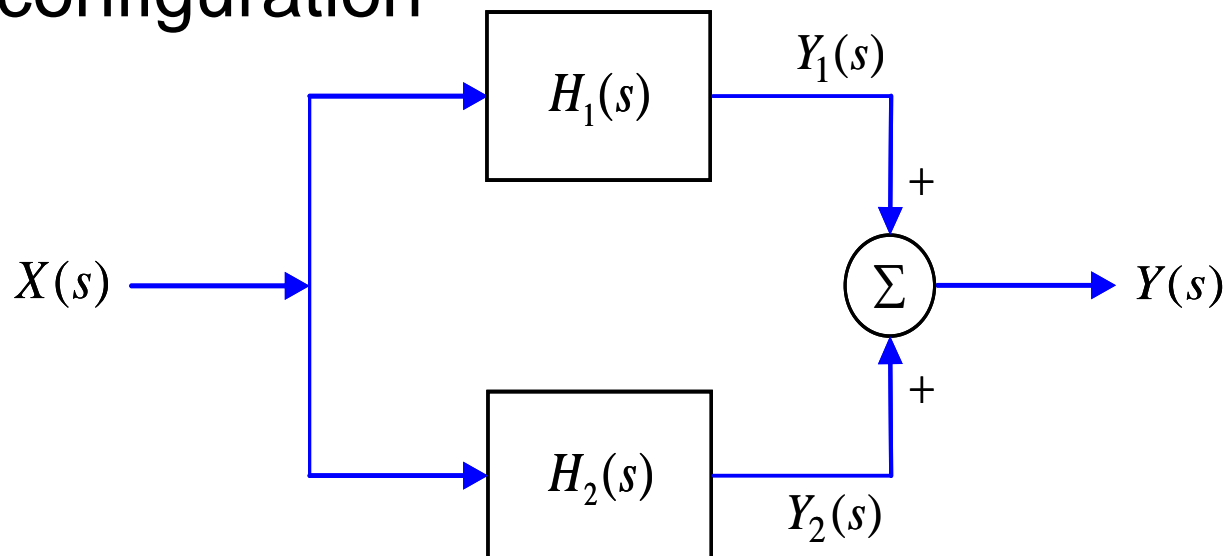 configuration
Y₁(s)
H₁(s)
+
X(s)
Σ
Y(s)
+
H₂(s)
Y₂(s)